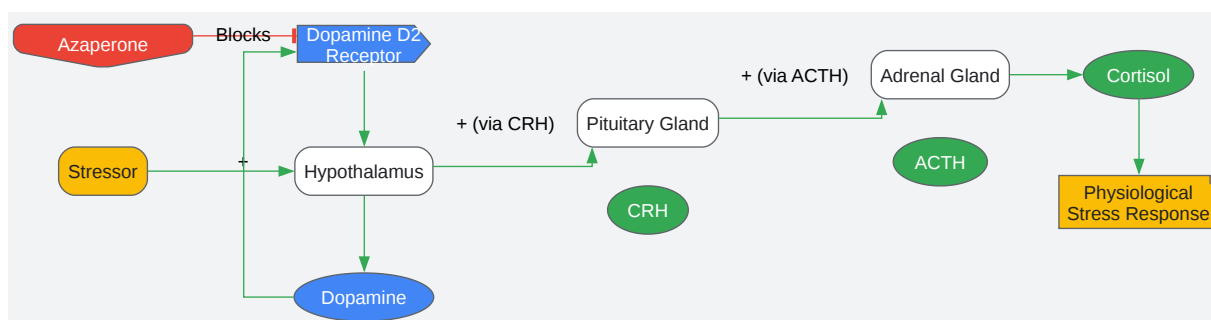 Azaperone
Blocks
Dopamine D2
Receptor
+ (via ACTH)
Adrenal Gland
Cortisol
+ (via CRH)
Pituitary Gland
Stressor
+
Hypothalamus
ACTH
CRH
Physiological
Stress Response
Dopamine